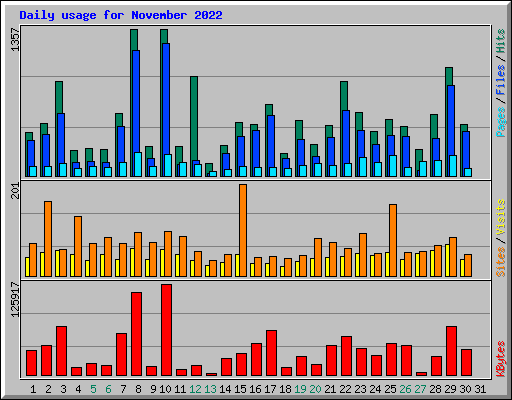 Daily usage for November 2022
1357
Pages / Files / Hits
201
Sites / Visits
125917
KBytes
1 2 3 4 5 6 7 8 9 10 11 12 13 14 15 16 17 18 19 20 21 22 23 24 25 26 27 28 29 30 31